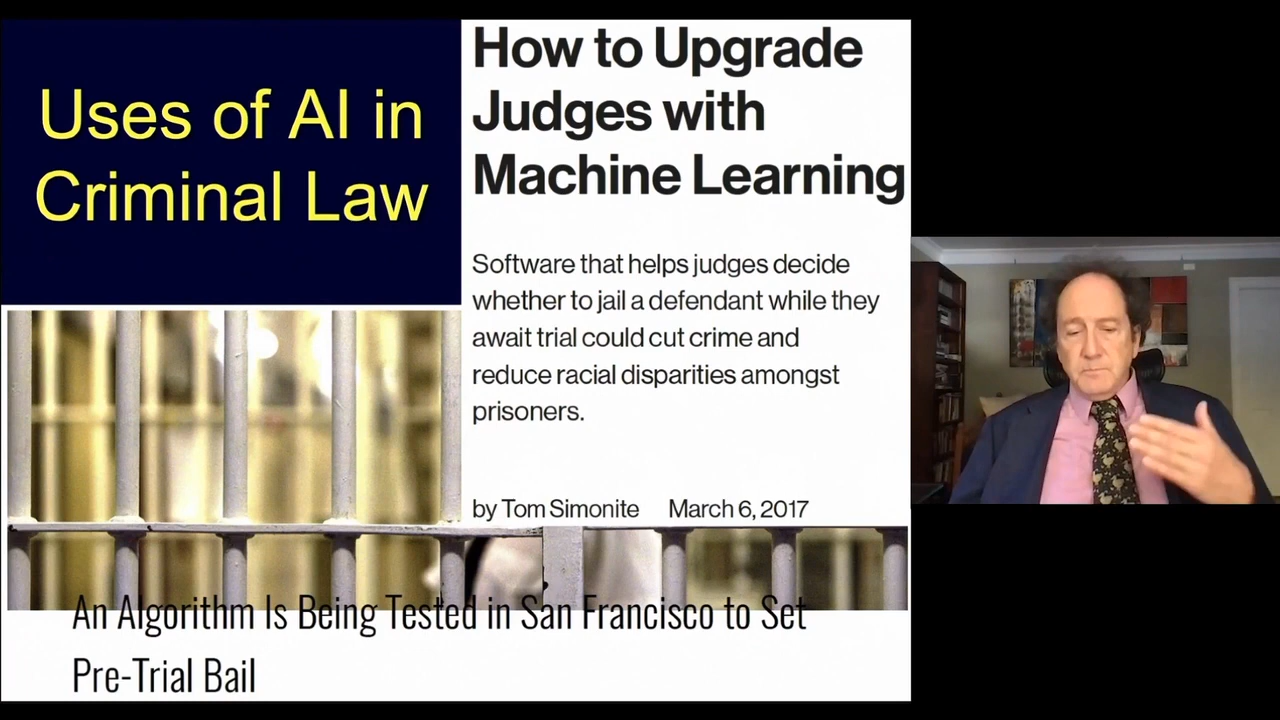 Uses of AI in
Criminal Law
How to Upgrade
Judges with
Machine Learning
Software that helps judges decide
whether to jail a defendant while they
await trial could cut crime and
reduce racial disparities amongst
prisoners.
by Tom Simonite March 6, 2017
An Algorithm Is Being Tested in San Francisco to Set
Pre-Trial Bail